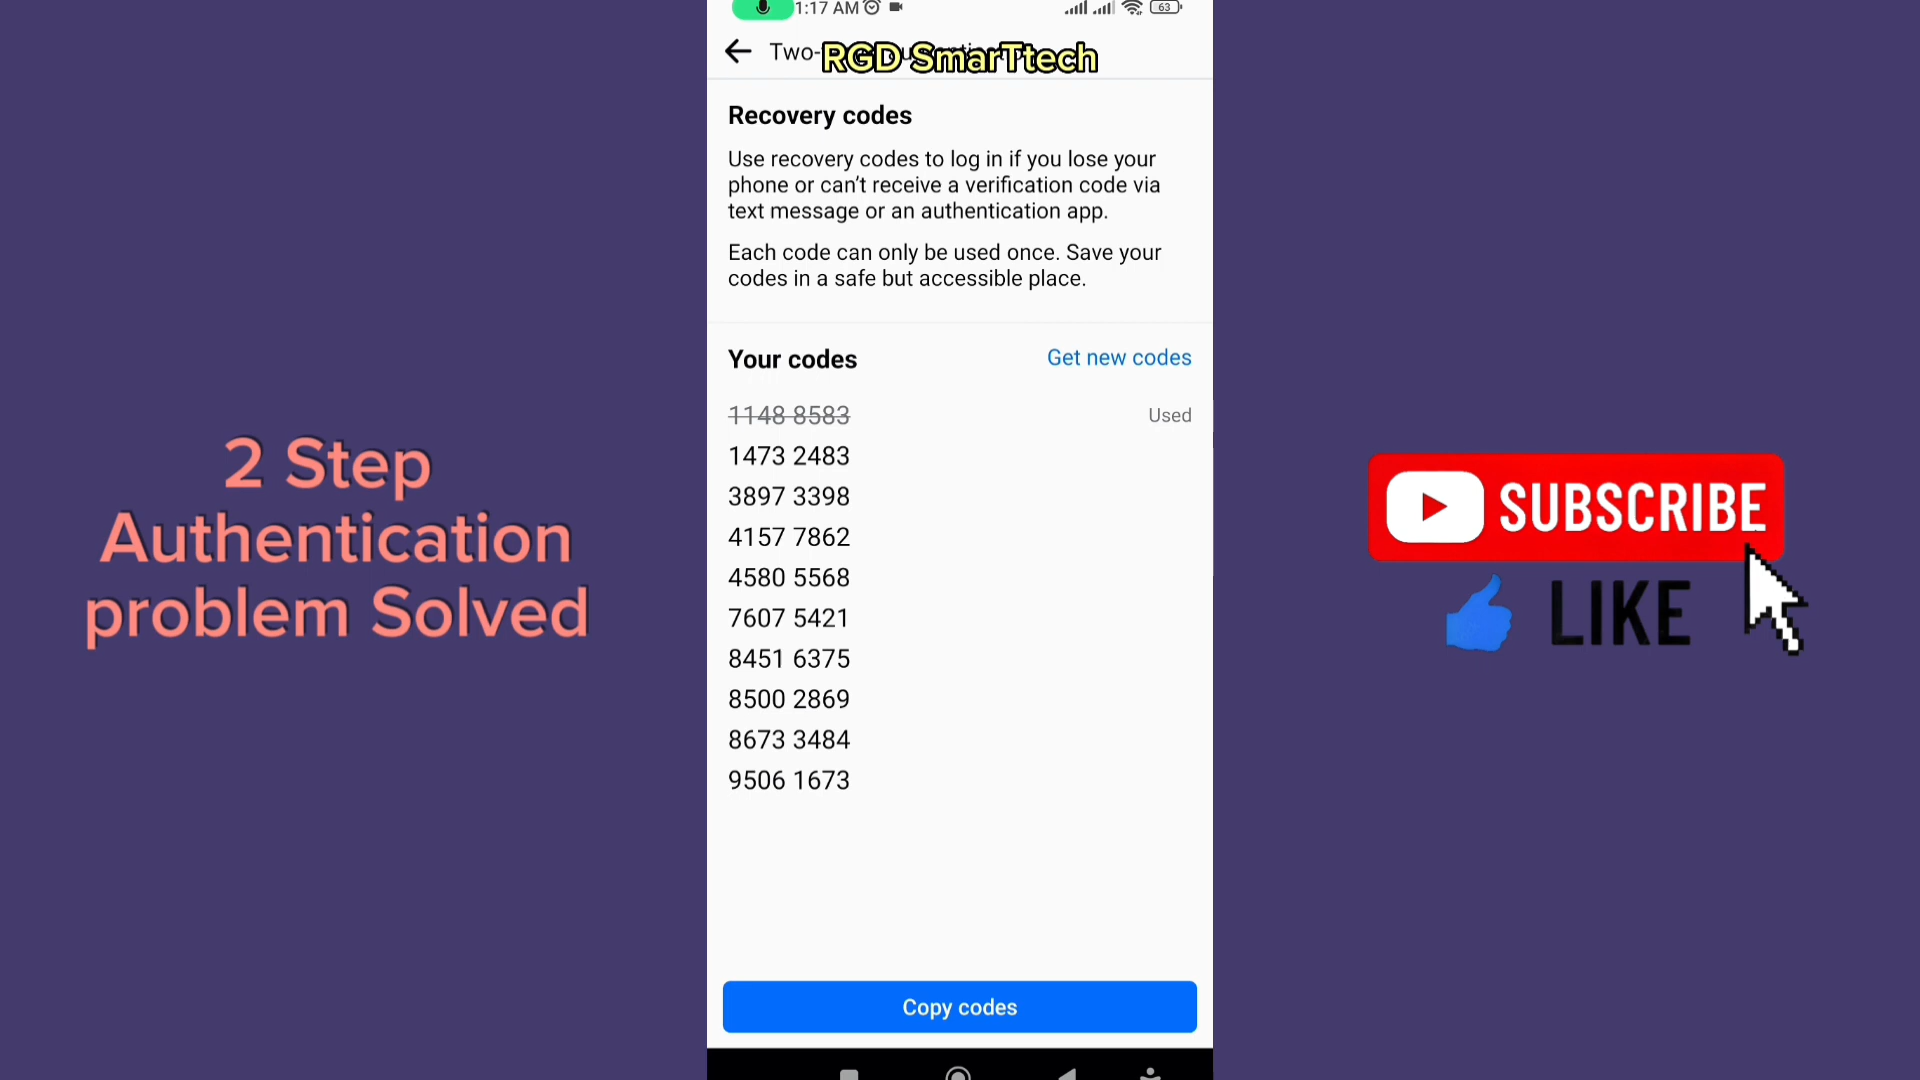 1:17 AM
63
Two-
RGD SmarTtech
Recovery codes
Use recovery codes to log in if you lose your
phone or can't receive a verification code via
text message or an authentication app.
Each code can only be used once. Save your
codes in a safe but accessible place.
Your codes
Get new codes
1148 8583
Used
1473 2483
3897 3398
4157 7862
4580 5568
7607 5421
8451 6375
8500 2869
8673 3484
9506 1673
Copy codes
2 Step
Authentication
problem Solved
SUBSCRIBE
LIKE